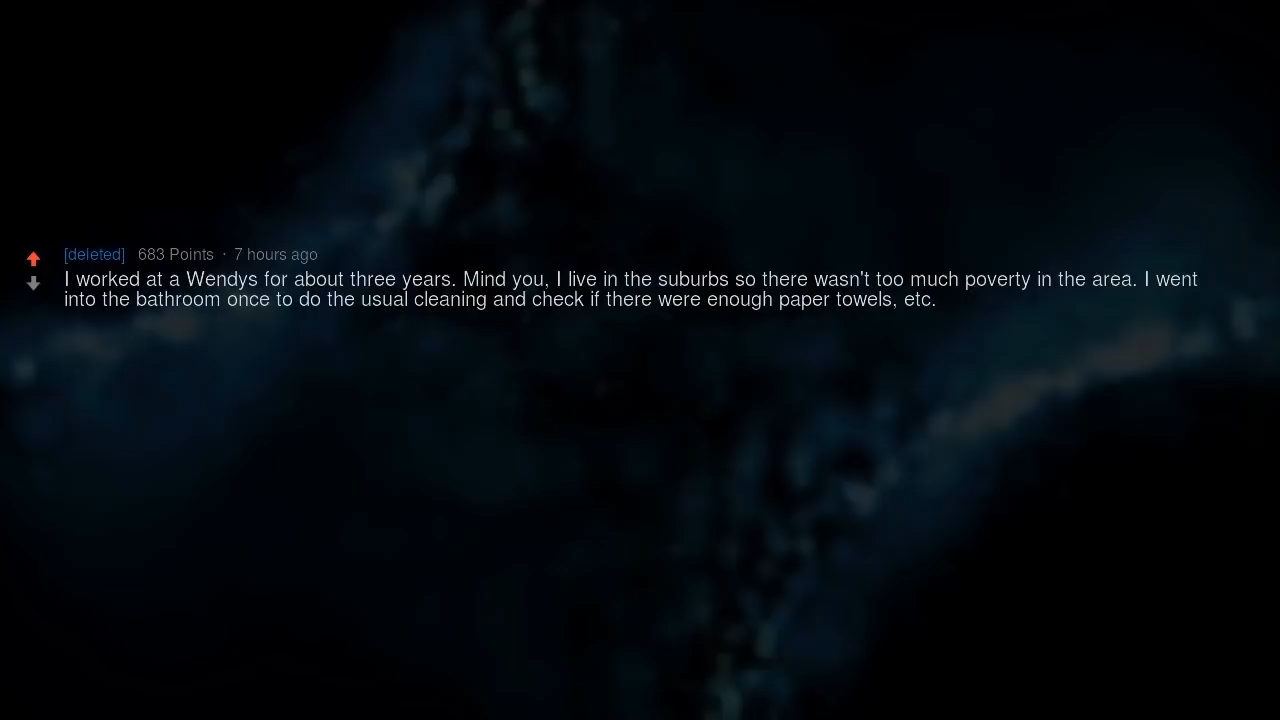 [deleted] 683 Points · 7 hours ago
I worked at a Wendys for about three years. Mind you, I live in the suburbs so there wasn't too much poverty in the area. I went
into the bathroom once to do the usual cleaning and check if there were enough paper towels, etc.